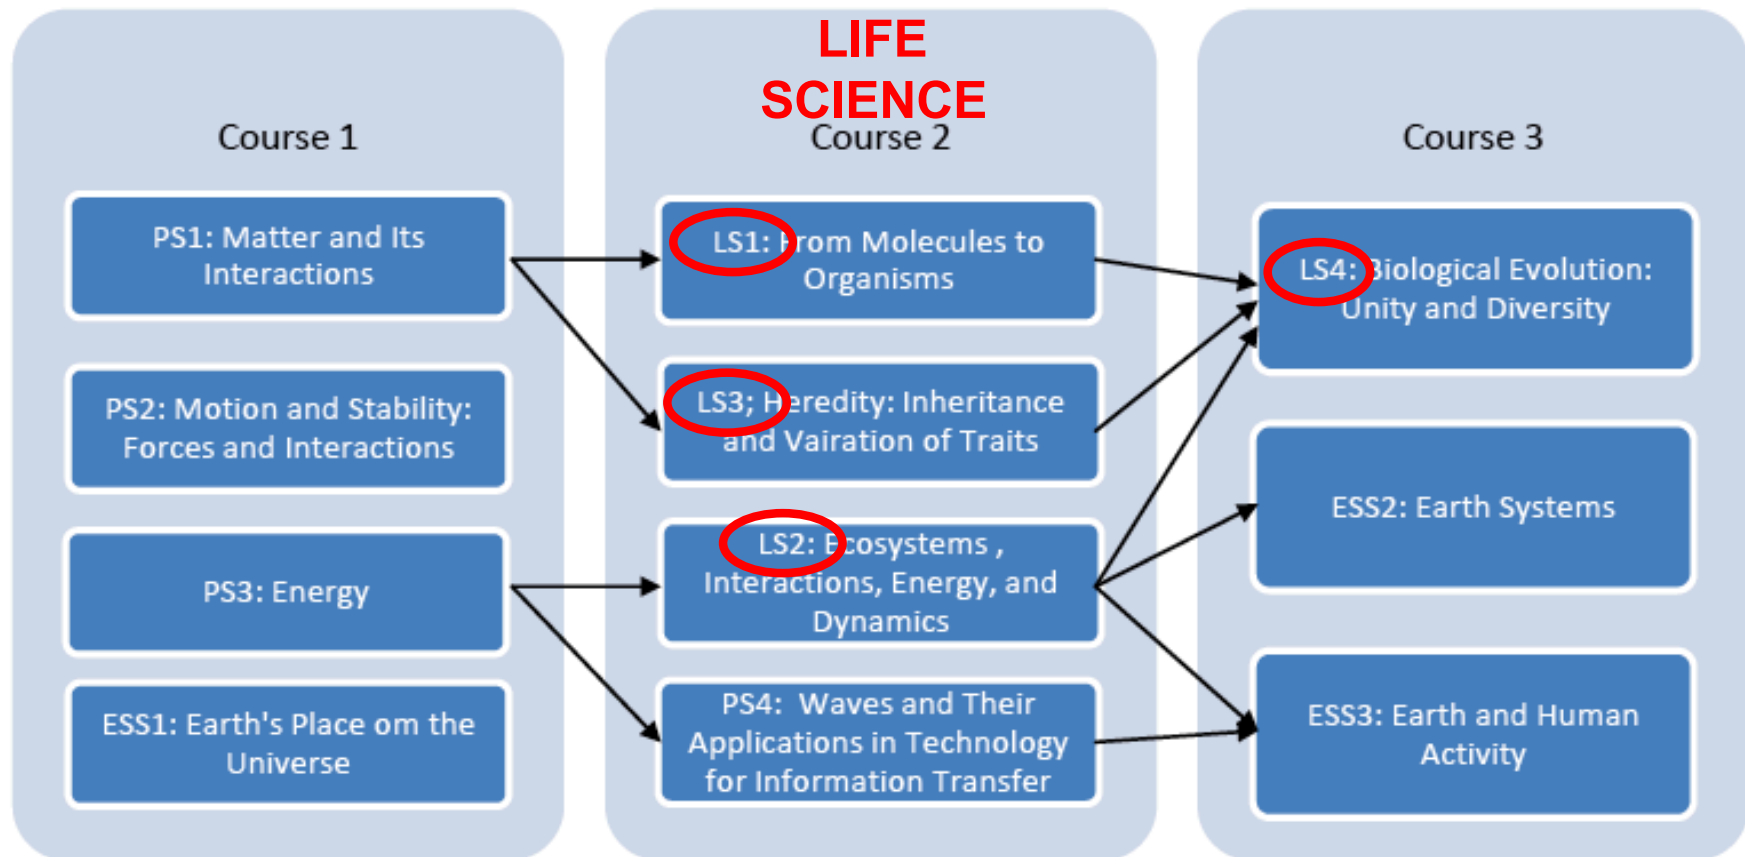 LIFE
SCIENCE
Course 1
PS1: Matter and Its
Interactions
PS2: Motion and Stability:
Forces and Interactions
PS3: Energy
ESS1: Earth's Place om the
Universe
Course 2
LS1: From Molecules to
Organisms
LS3; Heredity: Inheritance
and Vairation of Traits
LS2: Ecosystems ,
Interactions, Energy, and
Dynamics
PS4: Waves and Their
Applications in Technology
for Information Transfer
Course 3
LS4: Biological Evolution:
Unity and Diversity
ESS2: Earth Systems
ESS3: Earth and Human
Activity